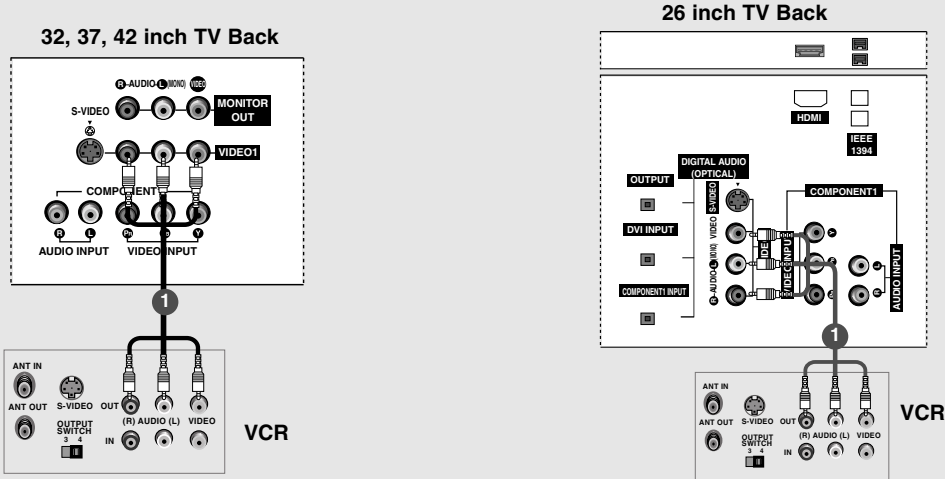 32, 37, 42 inch TV Back
R -AUDIO- L (MONO) VIDEO
S-VIDEO
MONITOR
OUT
VIDEO1
COMPONENT
R L PR Y
AUDIO INPUT VIDEO INPUT
1
ANT IN
ANT OUT
S-VIDEO
OUT
(R) AUDIO (L) VIDEO
OUTPUT
SWITCH
3 4
IN
VCR
26 inch TV Back
HDMI
IEEE
1394
DIGITAL AUDIO
(OPTICAL)
OUTPUT
DVI INPUT
COMPONENT1 INPUT
S-VIDEO
VIDEO
R -AUDIO- L (MONO)
COMPONENT1
VIDEO INPUT
Y
L
R
AUDIO INPUT
1
ANT IN
ANT OUT
S-VIDEO
OUT
(R) AUDIO (L) VIDEO
OUTPUT
SWITCH
3 4
IN
VCR